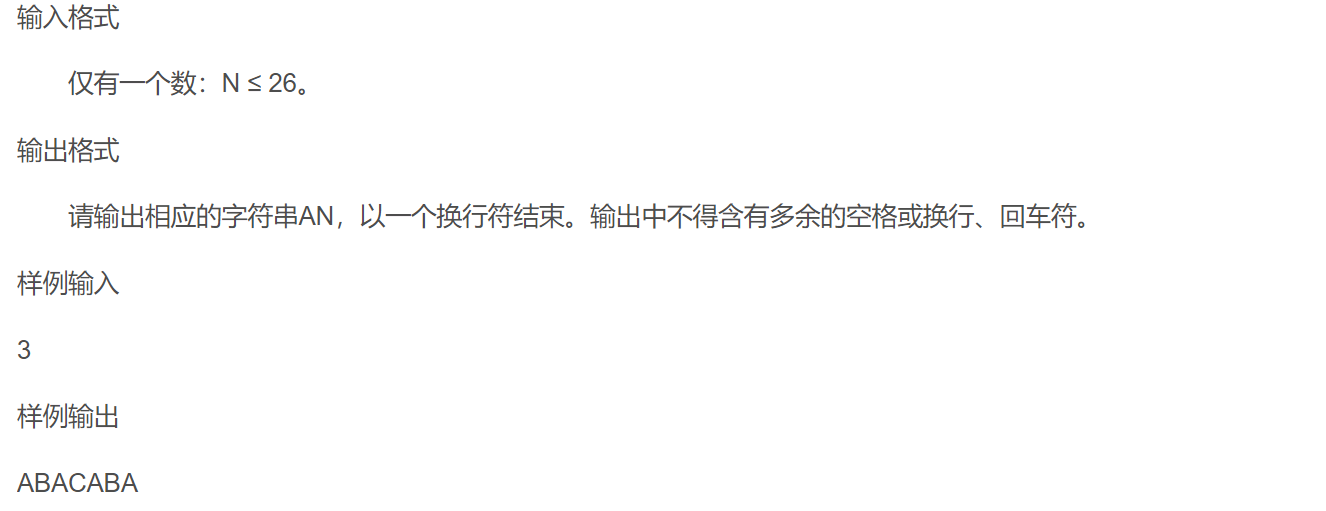 输入格式
仅有一个数：N ≤ 26。
输出格式
请输出相应的字符串AN，以一个换行符结束。输出中不得含有多余的空格或换行、回车符。
样例输入
3
样例输出
ABACABA